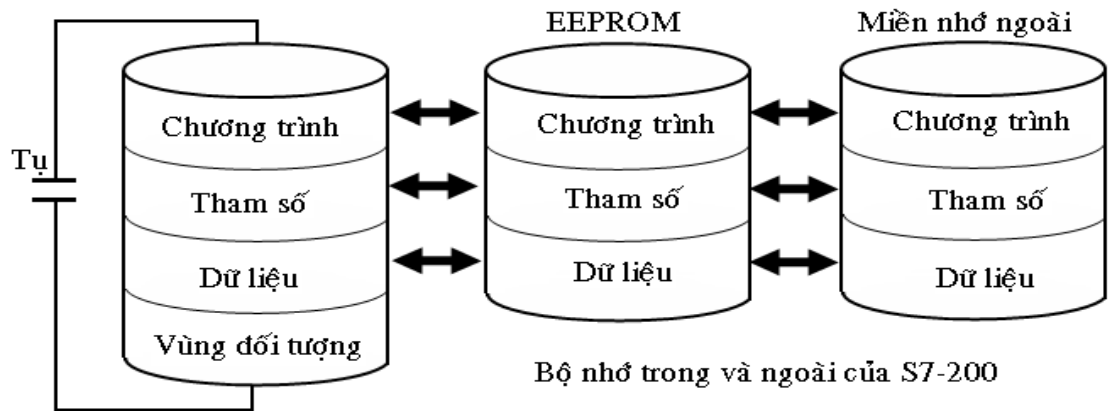 EEPROM
Miền nhớ ngoài
Tụ
Chương trình
Tham số
Dữ liệu
Vùng đối tượng
Chương trình
Tham số
Dữ liệu
Chương trình
Tham số
Dữ liệu
Bộ nhớ trong và ngoài của S7-200